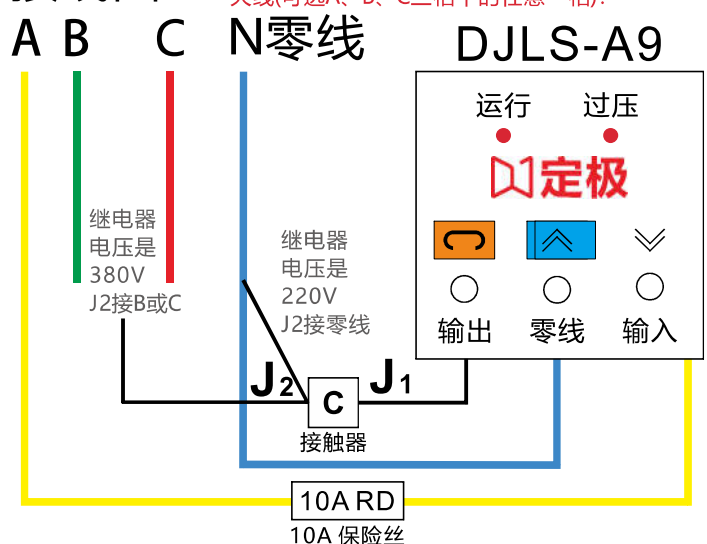 A B C N零线
DJLS-A9
运行 过压
定极
继电器
电压是
380V
J2接B或C
继电器
电压是
220V
J2接零线
输出 零线 输入
J2 J1
C
接触器
10A RD
10A 保险丝